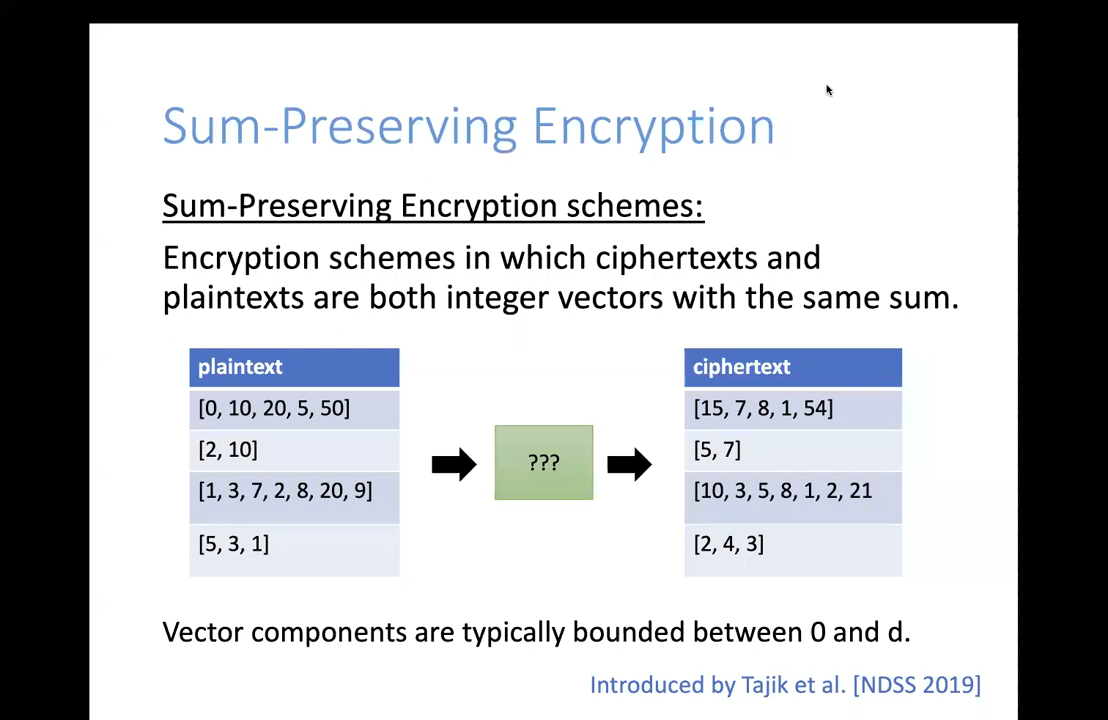 Sum-Preserving Encryption
Sum-Preserving Encryption schemes:
Encryption schemes in which ciphertexts and
plaintexts are both integer vectors with the same sum.
plaintext
[0, 10, 20, 5, 50]
[2, 10]
[1, 3, 7, 2, 8, 20, 9]
[5, 3, 1]
???
ciphertext
[15, 7, 8, 1, 54]
[5, 7]
[10, 3, 5, 8, 1, 2, 21
[2, 4, 3]
Vector components are typically bounded between 0 and d.
Introduced by Tajik et al. [NDSS 2019]